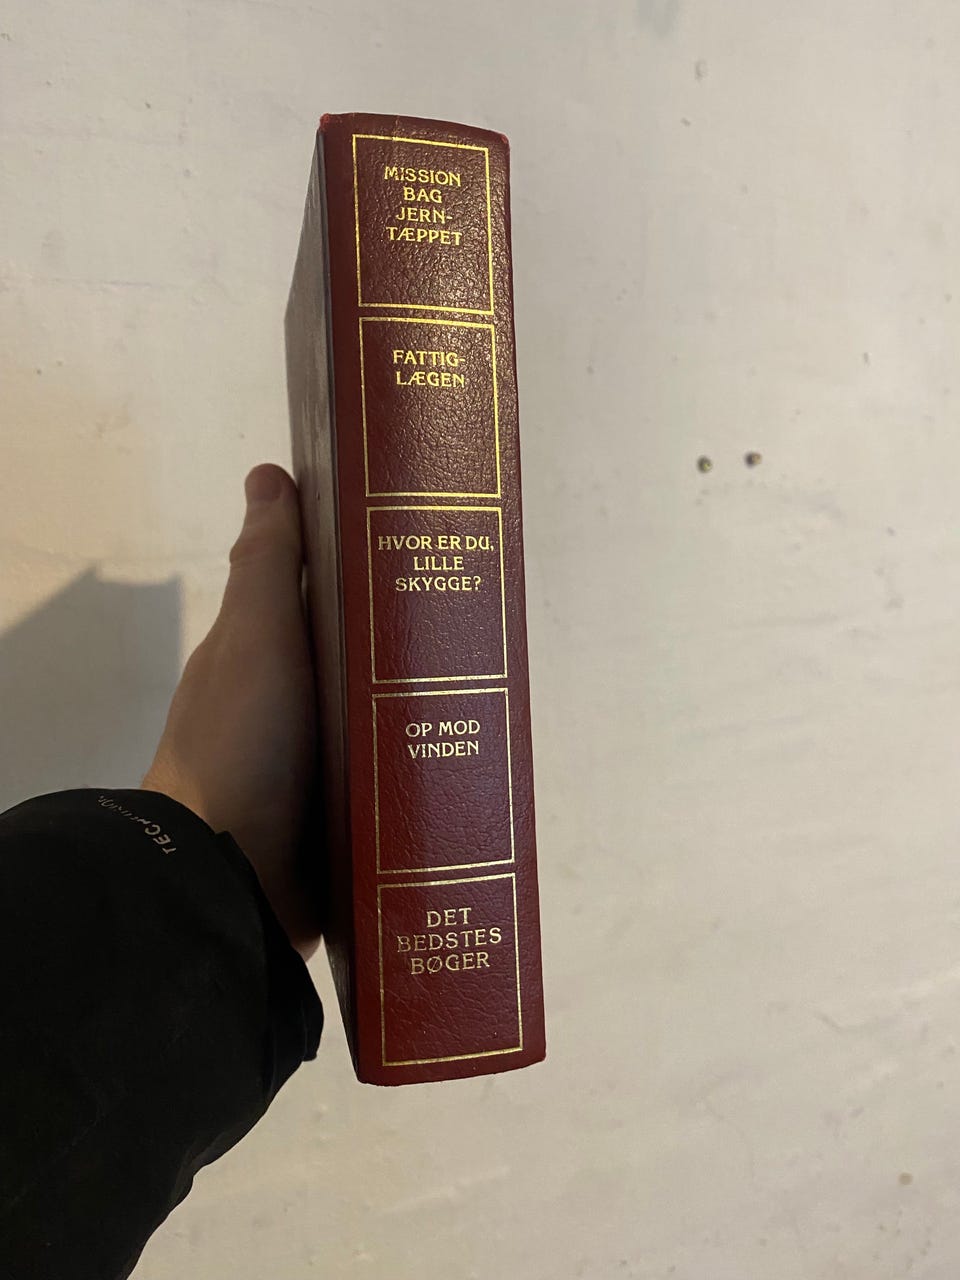 MISSION
BAG
JERN-
TÆPPET
FATTIG-
LÆGEN
HVOR ER DU,
LILLE
SKYGGE?
OP MOD
VINDEN
DET
BEDSTES
BØGER